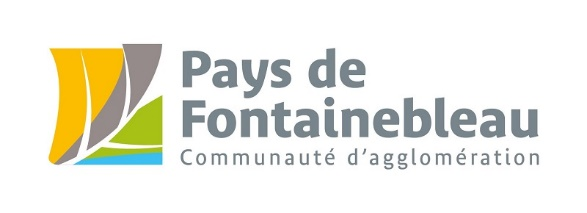 Pays de
Fontainebleau
Communauté d'agglomération